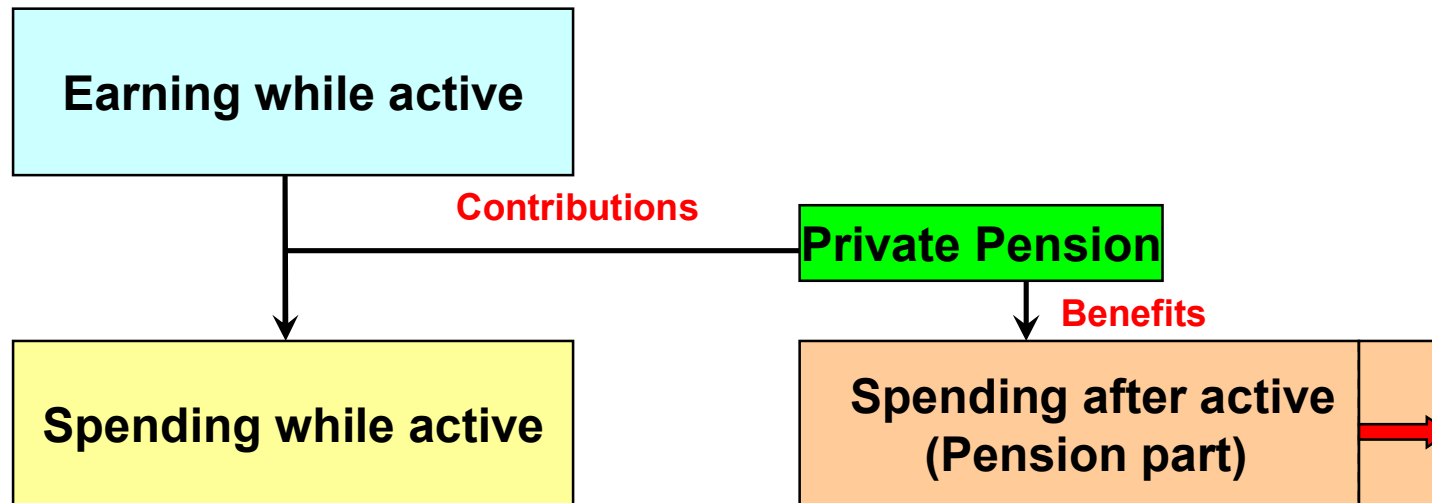 Earning while active
Contributions
Private Pension
Benefits
Spending while active
Spending after active
(Pension part)